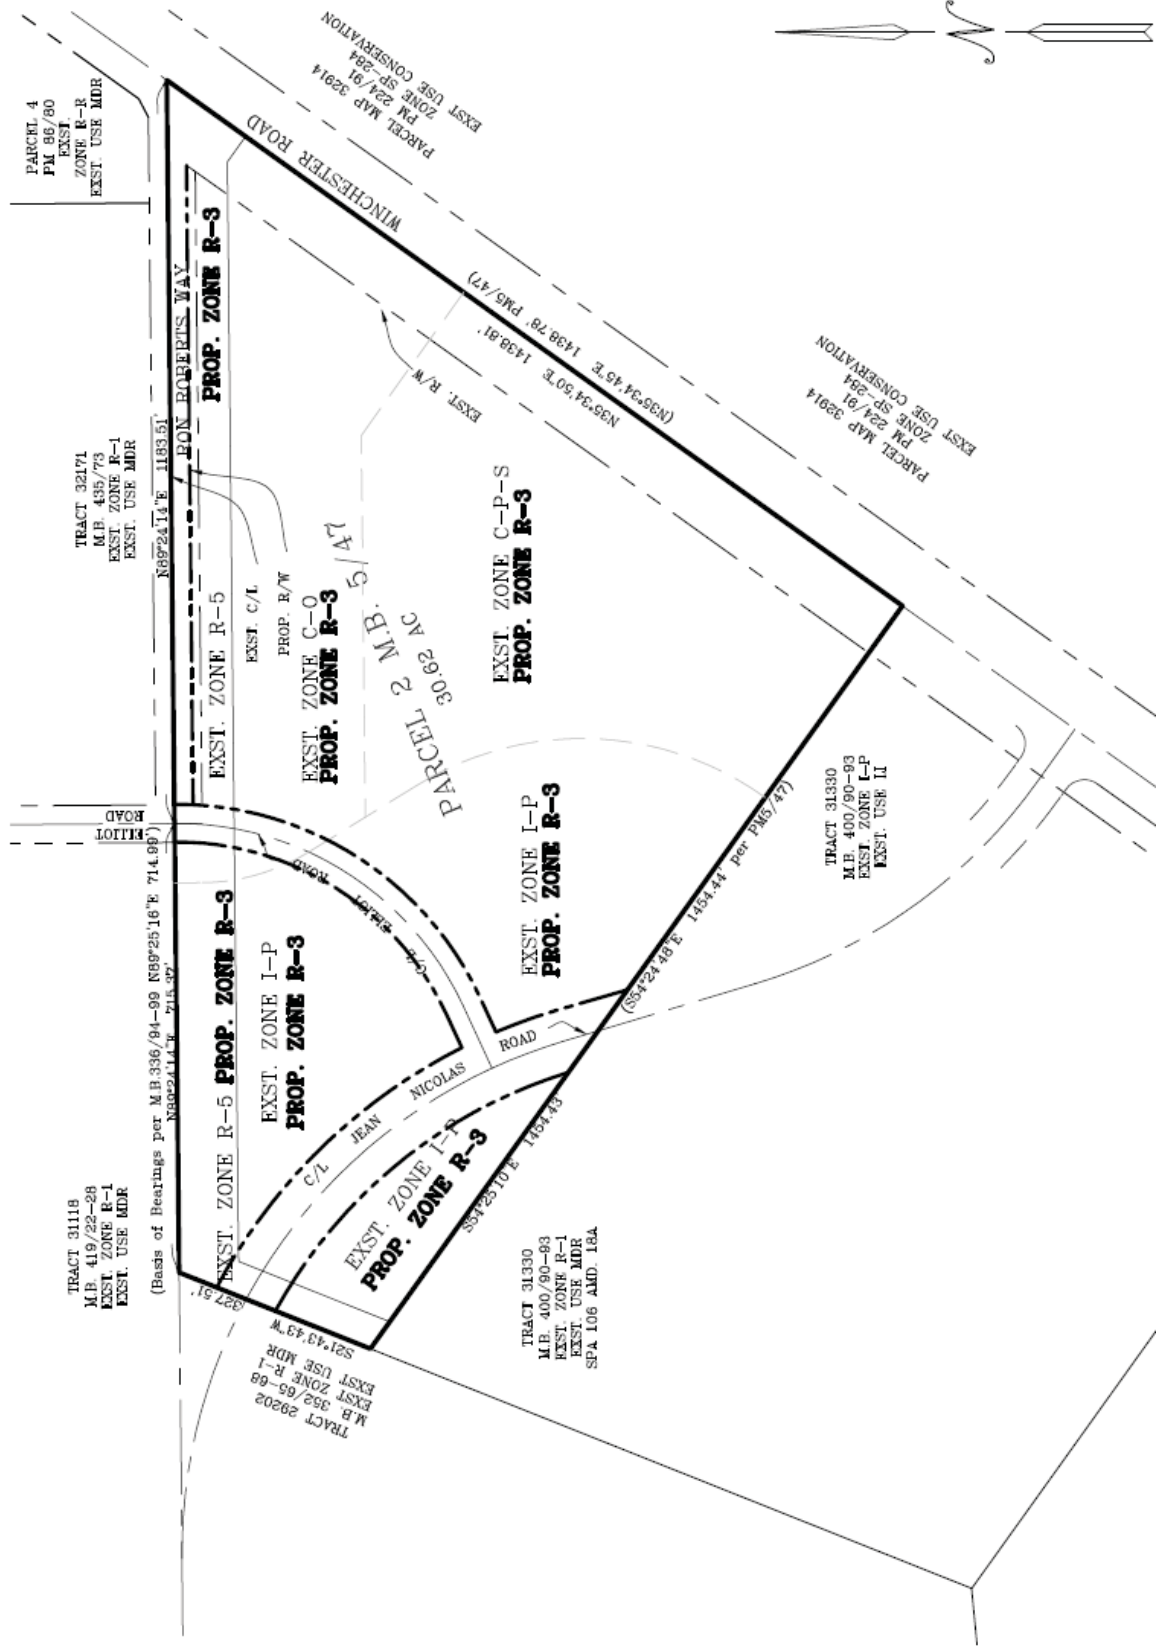 PARCEL 4
PM 86/80
EXST.
ZONE R-R
EXST. USE MDR
PARCEL MAP 32914
PM 224/91
ZONE SP-284
EXST USE CONSERVATION
WINCHESTER ROAD
RON ROBERTS WAY
PROP. ZONE R-3
TRACT 32171
M.B. 435/73
EXST. ZONE R-1
EXST. USE MDR
N89°24'14"E 1183.51'
EXST. R/W
N35°34'50"E 1438.81'
(N35°34'45"E 1438.78' PM5/47)
PARCEL MAP 32914
PM 224/91
ZONE SP-284
EXST USE CONSERVATION
EXST. ZONE R-5
EXST. C/L
PROP. R/W
EXST. ZONE C-O
PROP. ZONE R-3
PARCEL 2 M.B. 5/47
30.62 AC
EXST. ZONE C-P-S
PROP. ZONE R-3
ELLIOT
ROAD
C/L ELLIOT ROAD
EXST. ZONE I-P
PROP. ZONE R-3
TRACT 31330
M.B. 400/90-93
EXST. ZONE I-P
EXST. USE LI
(S54°24'48"E 1454.44' per PM5/47)
(Basis of Bearings per M.B.336/94-99 N89°25'16"E 714.99')
N89°24'14"E 715.37'
EXST. ZONE R-5 PROP. ZONE R-3
EXST. ZONE I-P
PROP. ZONE R-3
C/L JEAN NICOLAS ROAD
EXST. ZONE I-P
PROP. ZONE R-3
S54°25'10"E 1454.43
TRACT 31118
M.B. 419/22-28
EXST. ZONE R-1
EXST. USE MDR
S21°43'43"W
327.51'
TRACT 29202
M.B. 352/65-68
EXST ZONE R-1
EXST USE MDR
TRACT 31330
M.B. 400/90-93
EXST. ZONE R-1
EXST. USE MDR
SPA 106 AMD. 18A